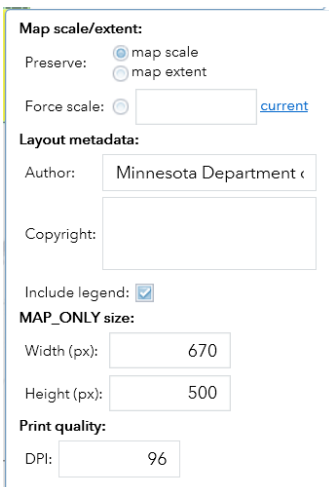 Map scale/extent:
Preserve: map scale
map extent
Force scale: current
Layout metadata:
Author: Minnesota Department
Copyright:
Include legend:
MAP_ONLY size:
Width (px): 670
Height (px): 500
Print quality:
DPI: 96